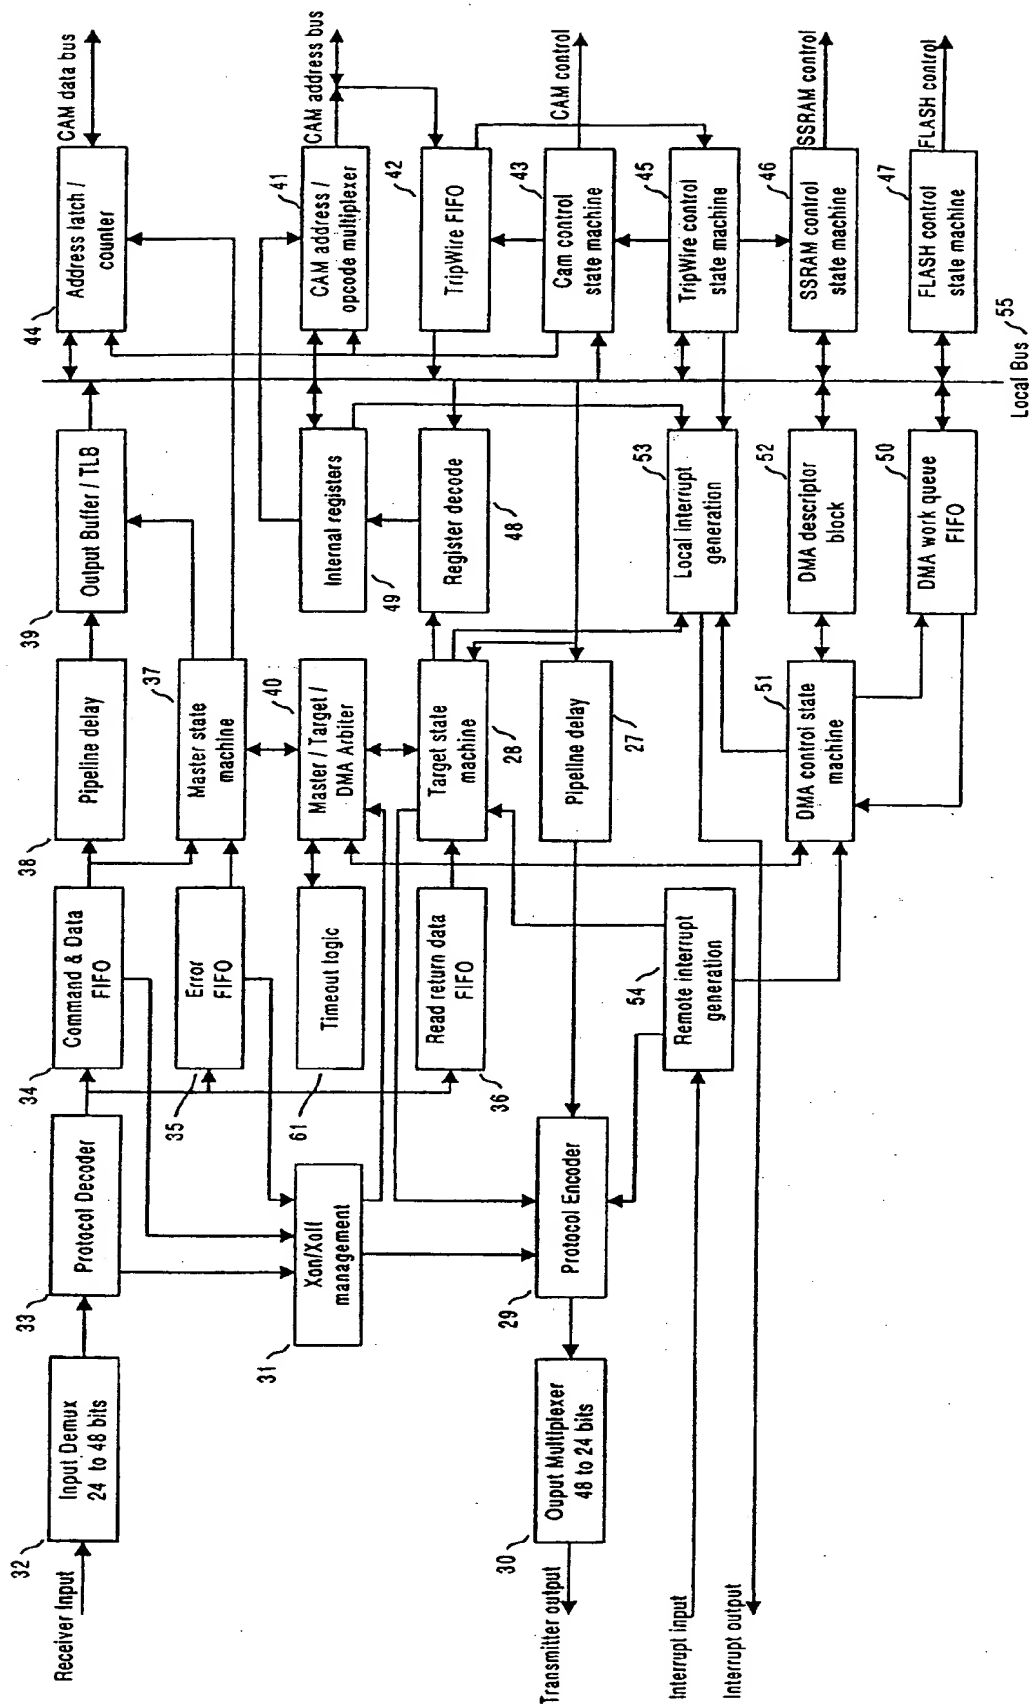 Receiver Input
32
Input Demux
24 to 48 bits
33
Protocol Decoder
34
Command & Data
FIFO
38
Pipeline delay
39
Output Buffer / TLB
44
Address latch /
counter
CAM data bus
35
Error
FIFO
37
Master state
machine
31
Xon/Xoff
management
61
Timeout logic
40
Master / Target /
DMA Arbiter
49
Internal registers
41
CAM address /
opcode multiplexer
CAM address bus
36
Read return data
FIFO
28
Target state
machine
48
Register decode
42
TripWire FIFO
Transmitter output
30
Ouput Multiplexer
48 to 24 bits
29
Protocol Encoder
27
Pipeline delay
43
Cam control
state machine
CAM control
Interrupt input
Interrupt output
54
Remote interrupt
generation
53
Local interrupt
generation
45
TripWire control
state machine
51
DMA control state
machine
52
DMA descriptor
block
46
SSRAM control
state machine
SSRAM control
50
DMA work queue
FIFO
47
FLASH control
state machine
FLASH control
Local Bus
55